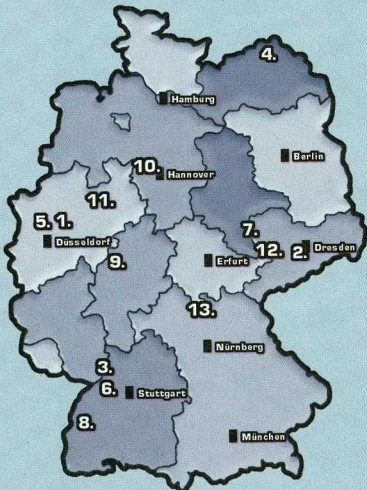 4.
Hamburg
Berlin
10.
Hannover
11.
5. 1.
Düsseldorf
7.
12.
2.
Dresden
9.
Erfurt
13.
Nürnberg
3.
6.
Stuttgart
8.
München